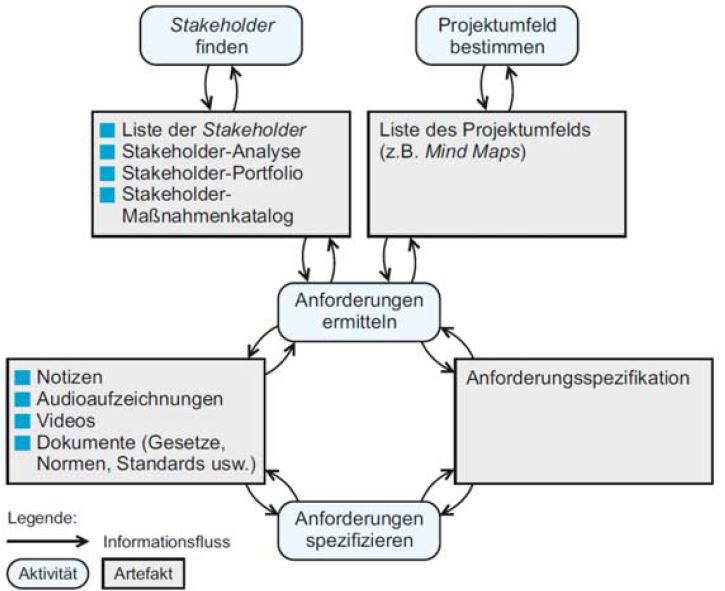 Stakeholder
finden
Projektumfeld
bestimmen
Liste der Stakeholder
Stakeholder-Analyse
Stakeholder-Portfolio
Stakeholder-
Maßnahmenkatalog
Liste des Projektumfelds
(z.B. Mind Maps)
Anforderungen
ermitteln
Notizen
Audioaufzeichnungen
Videos
Dokumente (Gesetze,
Normen, Standards usw.)
Anforderungsspezifikation
Anforderungen
spezifizieren
Legende:
Informationsfluss
Aktivität
Artefakt